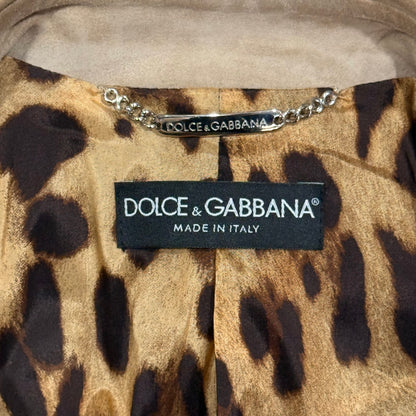 DOLCE & GABBANA
DOLCE & GABBANA®
MADE IN ITALY